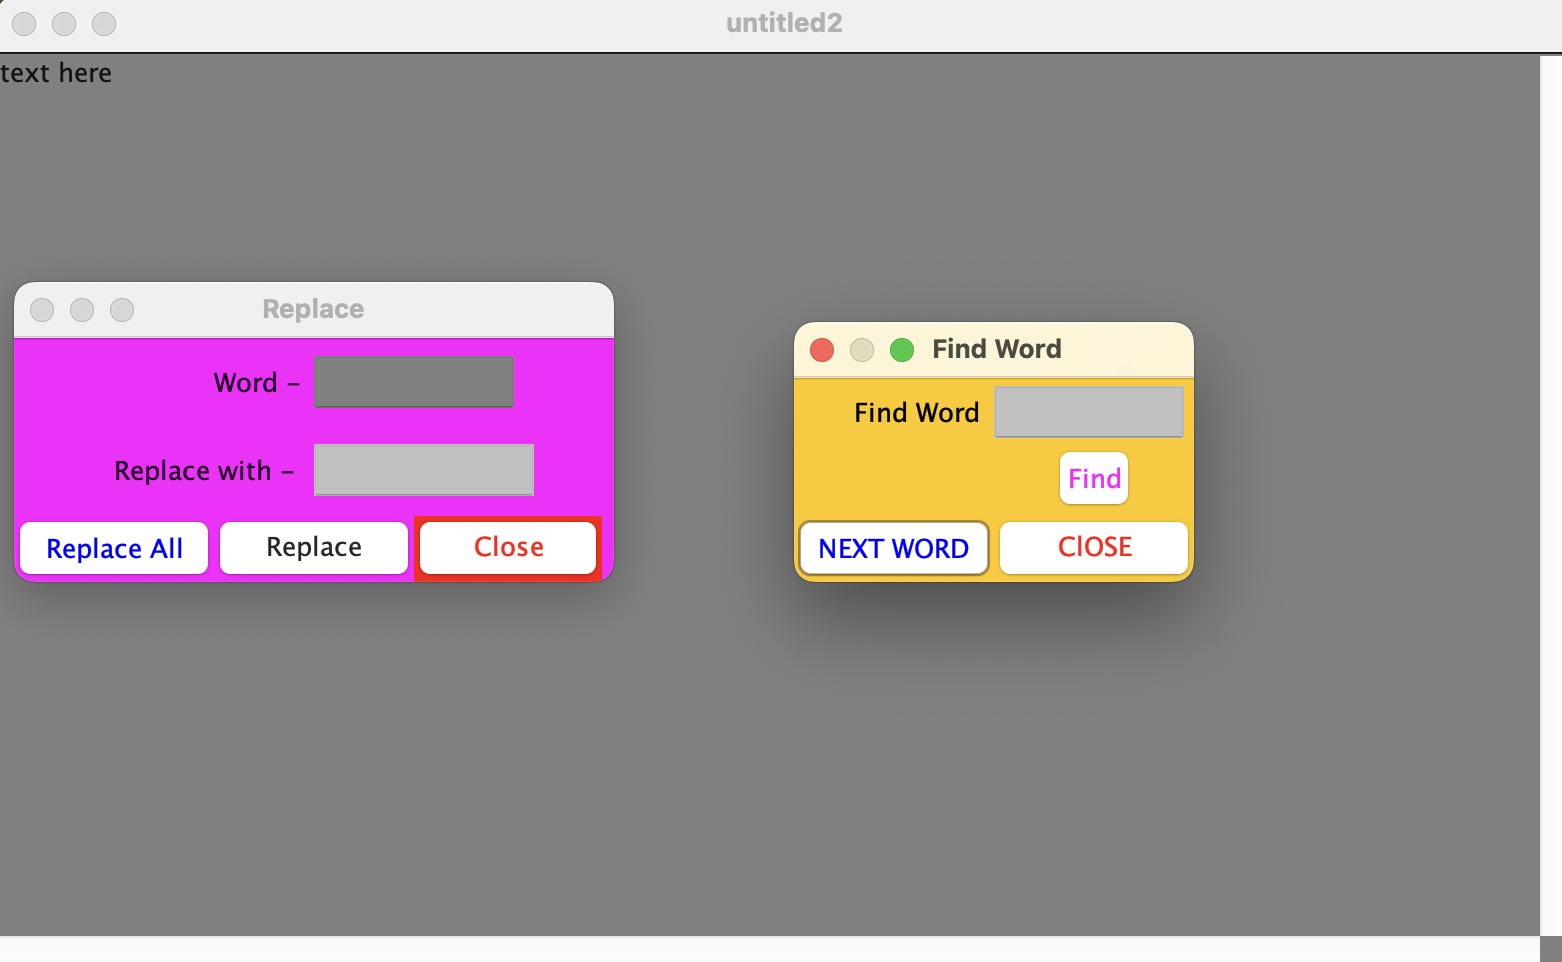 untitled2
text here
Replace
Word -
Replace with -
Replace All Replace Close
Find Word
Find Word
Find
NEXT WORD ClOSE